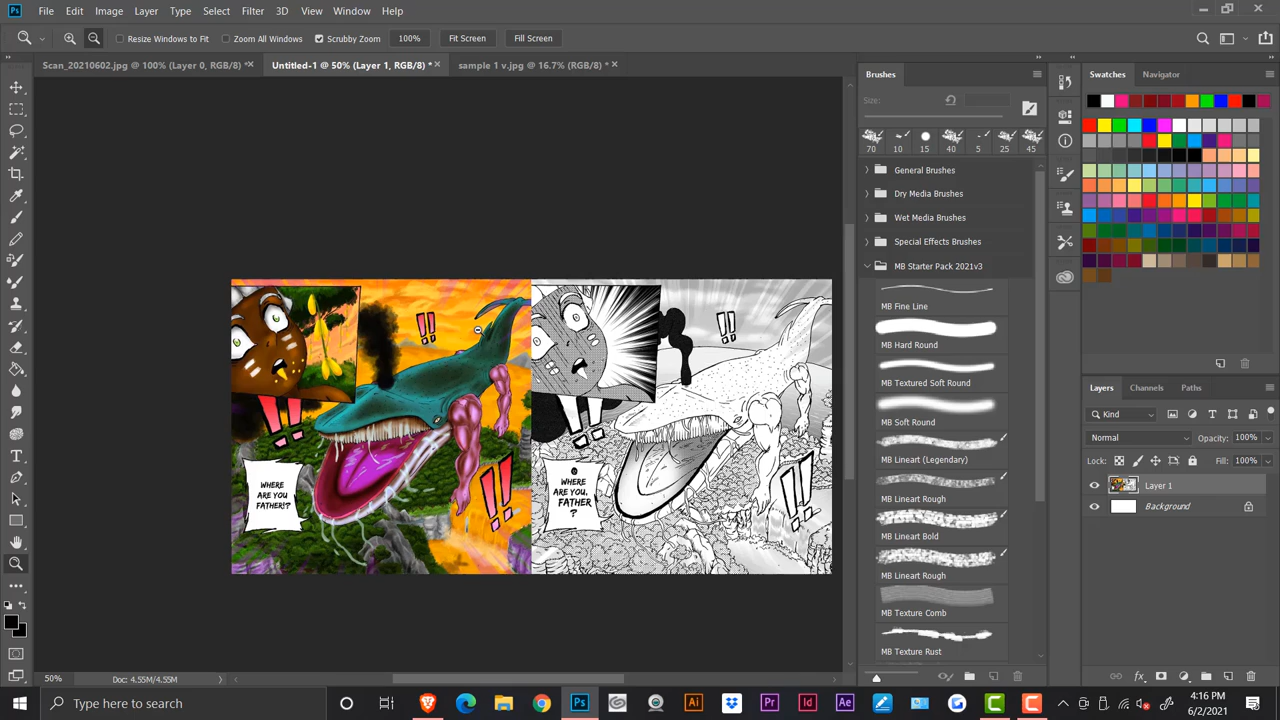 Ps File Edit Image Layer Type Select Filter 3D View Window Help
Resize Windows to Fit Zoom All Windows Scrubby Zoom 100% Fit Screen Fill Screen
Scan_20210602.jpg @ 100% (Layer 0, RGB/8) * × Untitled-1 @ 50% (Layer 1, RGB/8) * × sample 1 v.jpg @ 16.7% (RGB/8) * ×
Brushes
Size:
70 10 15 40 5 25 45
General Brushes
Dry Media Brushes
Wet Media Brushes
Special Effects Brushes
MB Starter Pack 2021v3
MB Fine Line
MB Hard Round
MB Textured Soft Round
MB Soft Round
MB Lineart (Legendary)
MB Lineart Rough
MB Lineart Bold
MB Lineart Rough
MB Texture Comb
MB Texture Rust
Swatches Navigator
Layers Channels Paths
Kind
Normal Opacity: 100%
Lock: Fill: 100%
Layer 1
Background
!!
!!
!!
WHERE
ARE YOU
FATHER!?
!!
!!
!!
WHERE
ARE YOU,
FATHER
?
50% Doc: 4.55M/4.55M
Type here to search
Ps Ai Pr Id Ae
4:16 PM
6/2/2021